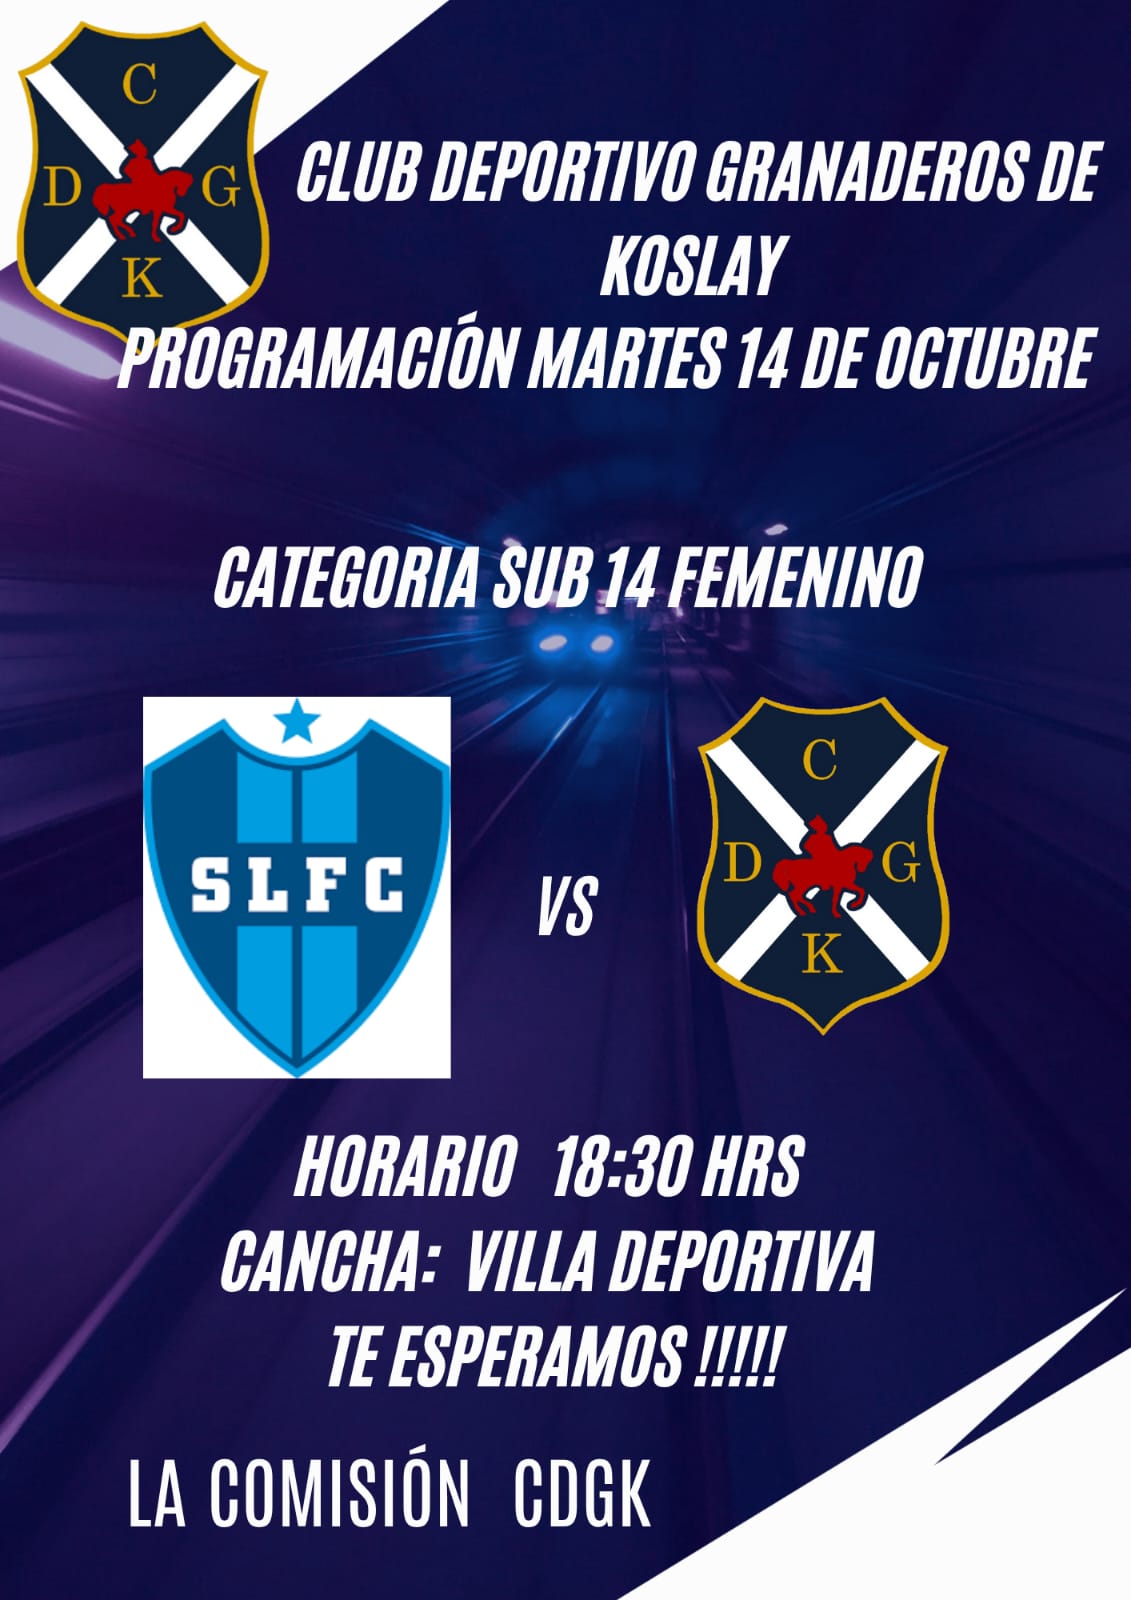 C
D G
K
CLUB DEPORTIVO GRANADEROS DE
KOSLAY
PROGRAMACIÓN MARTES 14 DE OCTUBRE
CATEGORIA SUB 14 FEMENINO
SLFC
VS
C
D G
K
HORARIO 18:30 HRS
CANCHA: VILLA DEPORTIVA
TE ESPERAMOS !!!!!
LA COMISIÓN CDGK